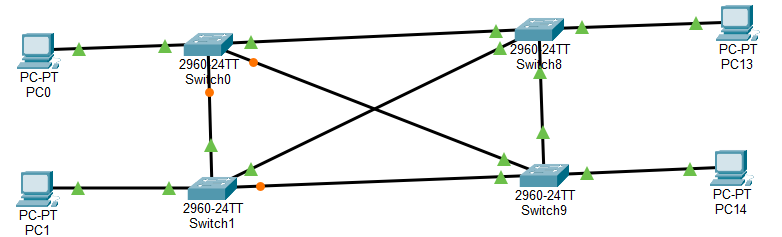 PC-PT
PC0
2960-24TT
Switch0
2960-24TT
Switch8
PC-PT
PC13
PC-PT
PC1
2960-24TT
Switch1
2960-24TT
Switch9
PC-PT
PC14